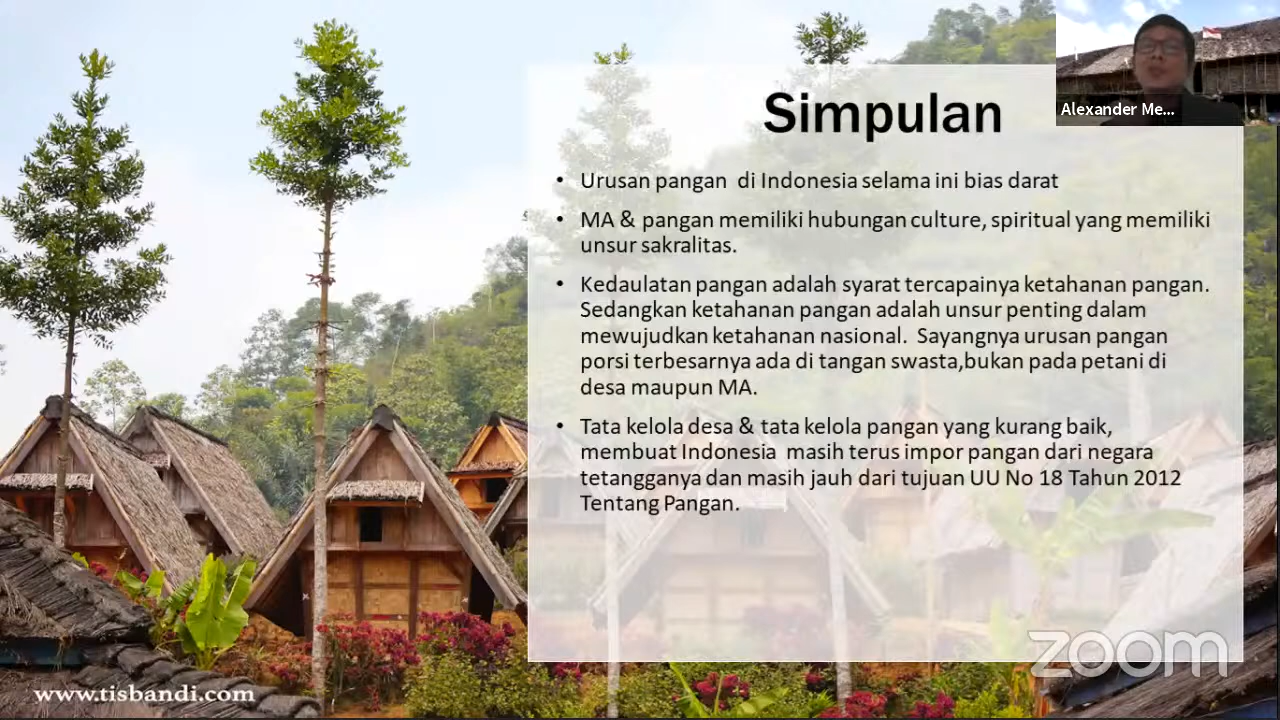 Simpulan
Alexander Me...
• Urusan pangan di Indonesia selama ini bias darat
• MA & pangan memiliki hubungan culture, spiritual yang memiliki
unsur sakralitas.
• Kedaulatan pangan adalah syarat tercapainya ketahanan pangan.
Sedangkan ketahanan pangan adalah unsur penting dalam
mewujudkan ketahanan nasional. Sayangnya urusan pangan
porsi terbesarnya ada di tangan swasta,bukan pada petani di
desa maupun MA.
• Tata kelola desa & tata kelola pangan yang kurang baik,
membuat Indonesia masih terus impor pangan dari negara
tetangganya dan masih jauh dari tujuan UU No 18 Tahun 2012
Tentang Pangan.
zoom
www.tisbandi.com